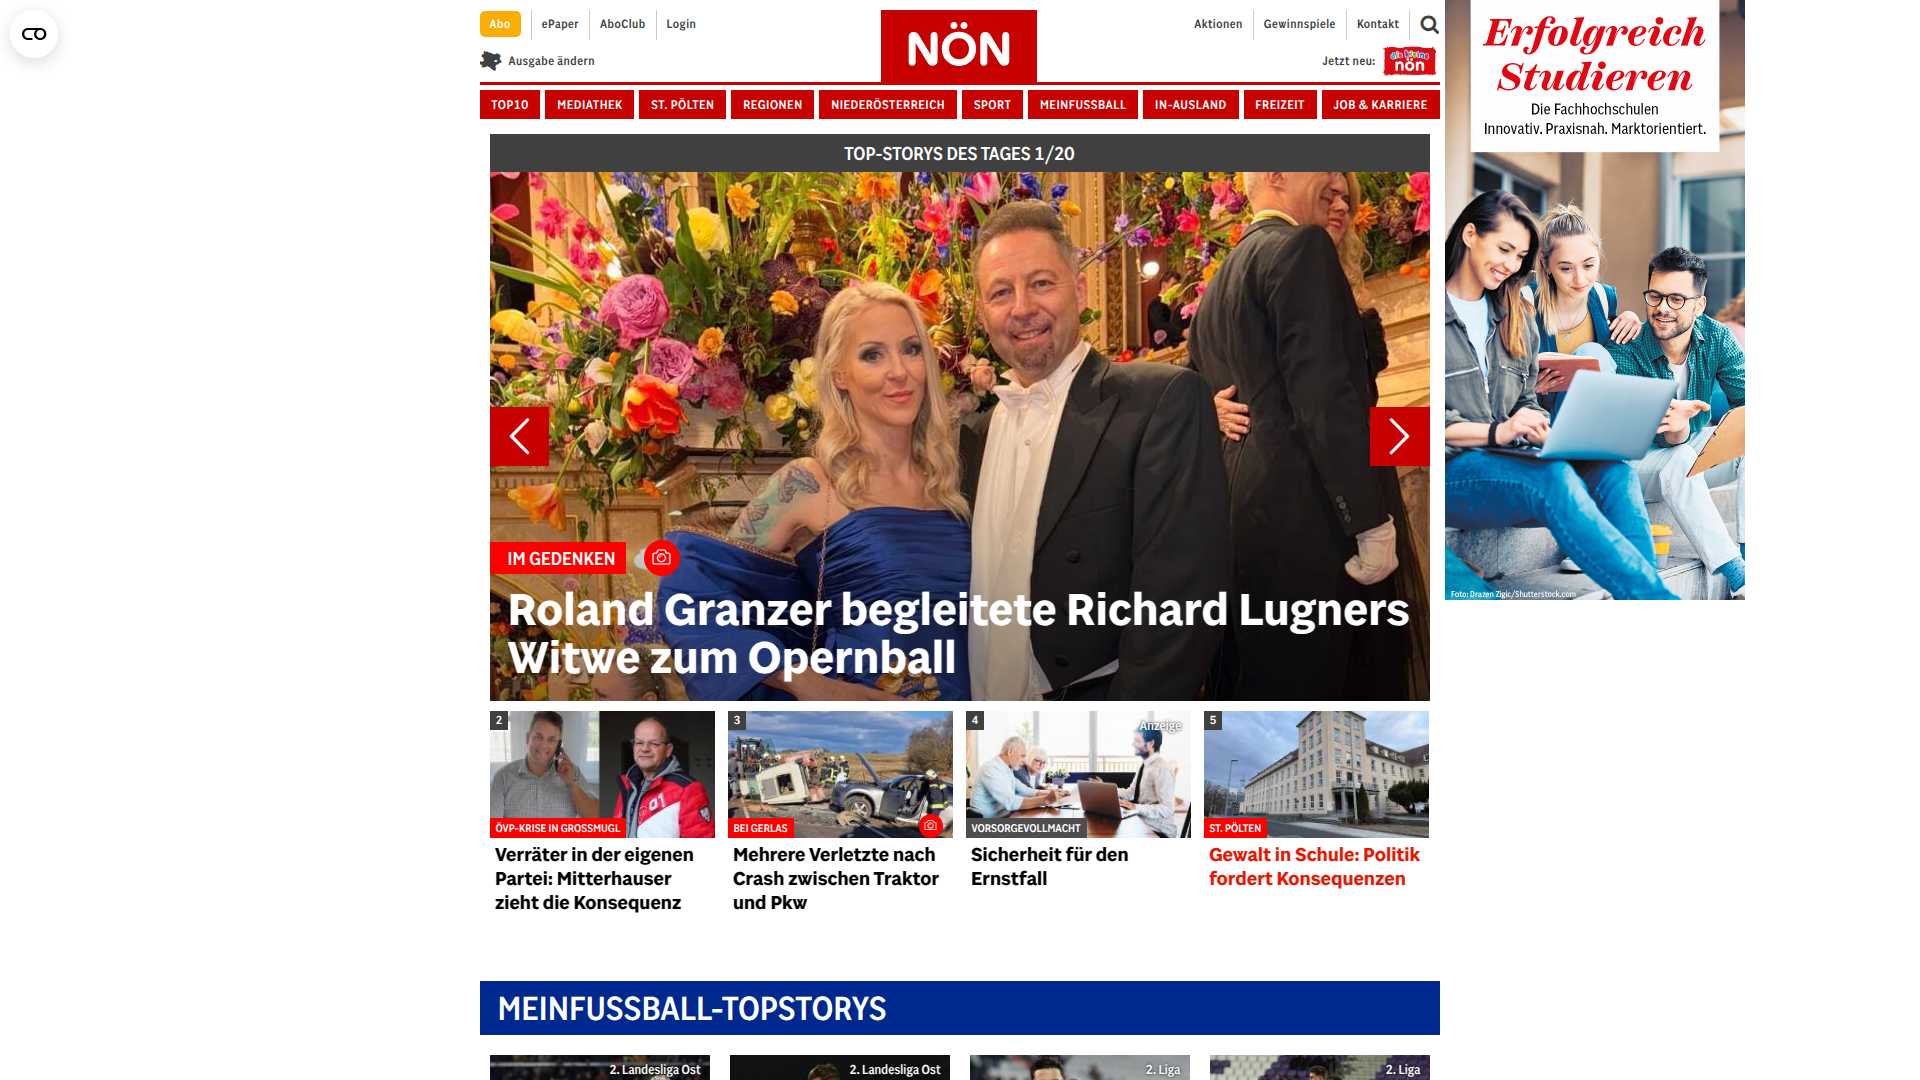 Abo
ePaper
AboClub
Login
NÖN
Aktionen
Gewinnspiele
Kontakt
Ausgabe ändern
Jetzt neu:
die kleine
nön
TOP10
MEDIATHEK
ST. PÖLTEN
REGIONEN
NIEDERÖSTERREICH
SPORT
MEINFUSSBALL
IN-AUSLAND
FREIZEIT
JOB & KARRIERE
TOP-STORYS DES TAGES 1/20
IM GEDENKEN
Roland Granzer begleitete Richard Lugners
Witwe zum Opernball
2
ÖVP-KRISE IN GROSSMUGL
Verräter in der eigenen
Partei: Mitterhauser
zieht die Konsequenz
3
BEI GERLAS
Mehrere Verletzte nach
Crash zwischen Traktor
und Pkw
4
Anzeige
VORSORGEVOLLMACHT
Sicherheit für den
Ernstfall
5
ST. PÖLTEN
Gewalt in Schule: Politik
fordert Konsequenzen
MEINFUSSBALL-TOPSTORYS
2. Landesliga Ost
2. Landesliga Ost
2. Liga
2. Liga
Erfolgreich
Studieren
Die Fachhochschulen
Innovativ. Praxisnah. Marktorientiert.
Foto: Drazen Zigic/Shutterstock.com